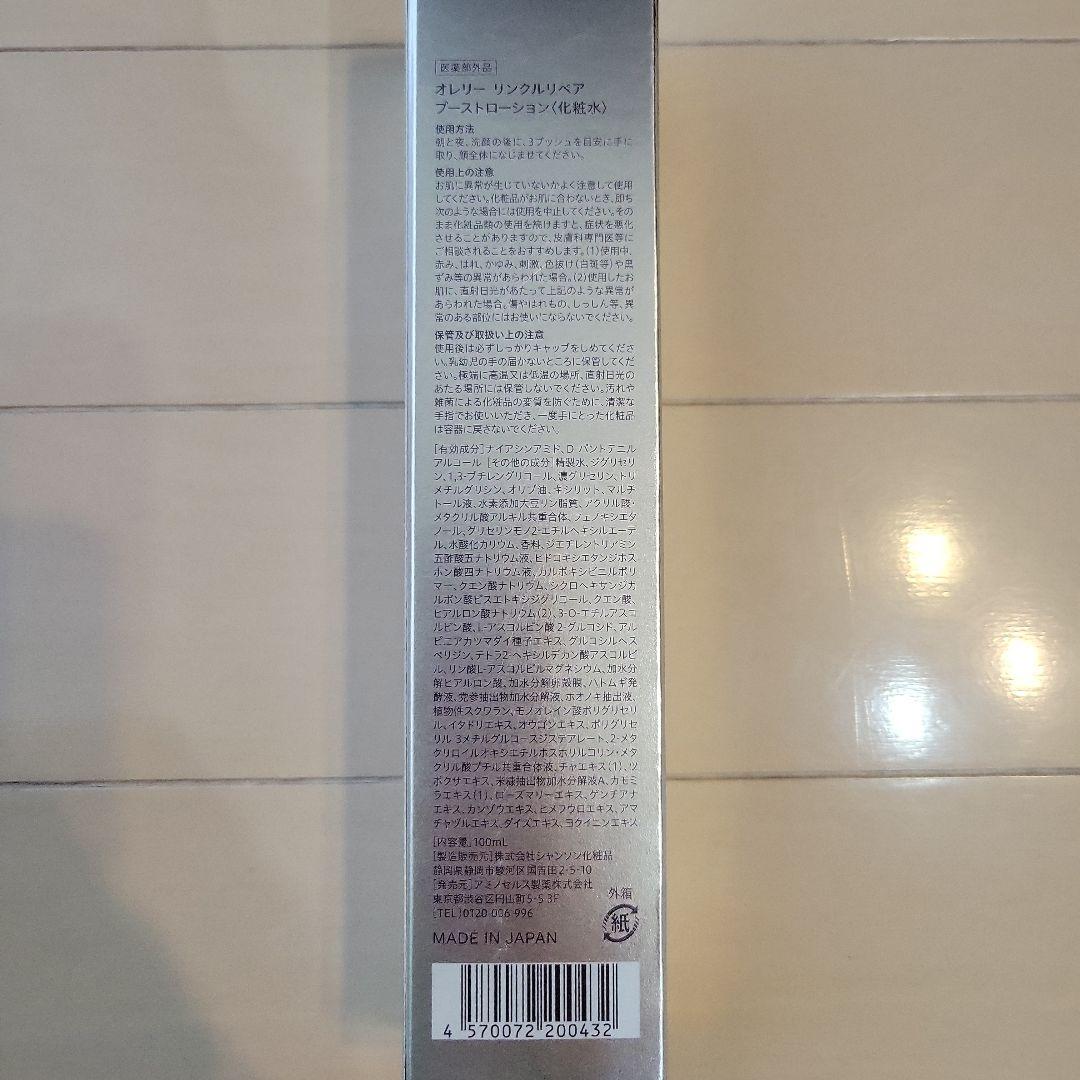 医薬部外品
オレリー リンクルリペア
ブーストローション〈化粧水〉
使用方法
朝と夜、洗顔の後に、3プッシュを目安に手に
取り、顔全体になじませてください。
使用上の注意
お肌に異常が生じていないかよく注意して使用
してください。化粧品がお肌に合わないとき、即ち
次のような場合には使用を中止してください。その
まま化粧品類の使用を続けますと、症状を悪化
させることがありますので、皮膚科専門医等に
ご相談されることをおすすめします。(1)使用中、
赤み、はれ、かゆみ、刺激、色抜け(白斑等)や黒
ずみ等の異常があらわれた場合。(2)使用したお
肌に、直射日光があたって上記のような異常が
あらわれた場合。傷やはれもの、しっしん等、異
常のある部位にはお使いにならないでください。
保管及び取扱い上の注意
使用後は必ずしっかりキャップをしめてくださ
い。乳幼児の手の届かないところに保管してくだ
さい。極端に高温又は低温の場所、直射日光の
あたる場所には保管しないでください。汚れや
雑菌による化粧品の変質を防ぐために、清潔な
手指でお使いいただき、一度手にとった化粧品
は容器に戻さないでください。
[有効成分]ナイアシンアミド、D-パントテニル
アルコール [その他の成分]精製水、ジグリセリ
ン、1,3-ブチレングリコール、濃グリセリン、トリ
メチルグリシン、オリブ油、キシリット、マルチ
トール液、水素添加大豆リン脂質、アクリル酸・
メタクリル酸アルキル共重合体、フェノキシエタ
ノール、グリセリンモノ2-エチルヘキシルエーテ
ル、水酸化カリウム、香料、ジエチレントリアミン
五酢酸五ナトリウム液、ヒドロキシエタンジホス
ホン酸四ナトリウム液、カルボキシビニルポリ
マー、クエン酸ナトリウム、シクロヘキサンジカ
ルボン酸ビスエトキシジグリコール、クエン酸、
ヒアルロン酸ナトリウム(2)、3-O-エチルアスコ
ルビン酸、L-アスコルビン酸 2-グルコシド、アル
ピニアカツマダイ種子エキス、グルコシルヘス
ペリジン、テトラ2-ヘキシルデカン酸アスコルビ
ル、リン酸L-アスコルビルマグネシウム、加水分
解ヒアルロン酸、加水分解卵殻膜、ハトムギ発
酵液、党参抽出物加水分解液、ホオノキ抽出液、
植物性スクワラン、モノオレイン酸ポリグリセリ
ル、イタドリエキス、オウゴンエキス、ポリグリセ
リル-3メチルグルコースジステアレート、2-メタ
クリロイルオキシエチルホスホリルコリン・メタ
クリル酸ブチル共重合体液、チャエキス(1)、ツ
ボクサエキス、米糠抽出物加水分解液A、カモミ
ラエキス(1)、ローズマリーエキス、ゲンチアナ
エキス、カンゾウエキス、ヒメフウロエキス、アマ
チャヅルエキス、ダイズエキス、ヨクイニンエキス
[内容量]100mL
[製造販売元]株式会社シャンソン化粧品
静岡県静岡市駿河区国吉田2-5-10
[発売元]アミノセルス製薬株式会社
東京都渋谷区円山町5-5 3F
(TEL)0120-006-996
外箱
紙
MADE IN JAPAN
4 570072 200432